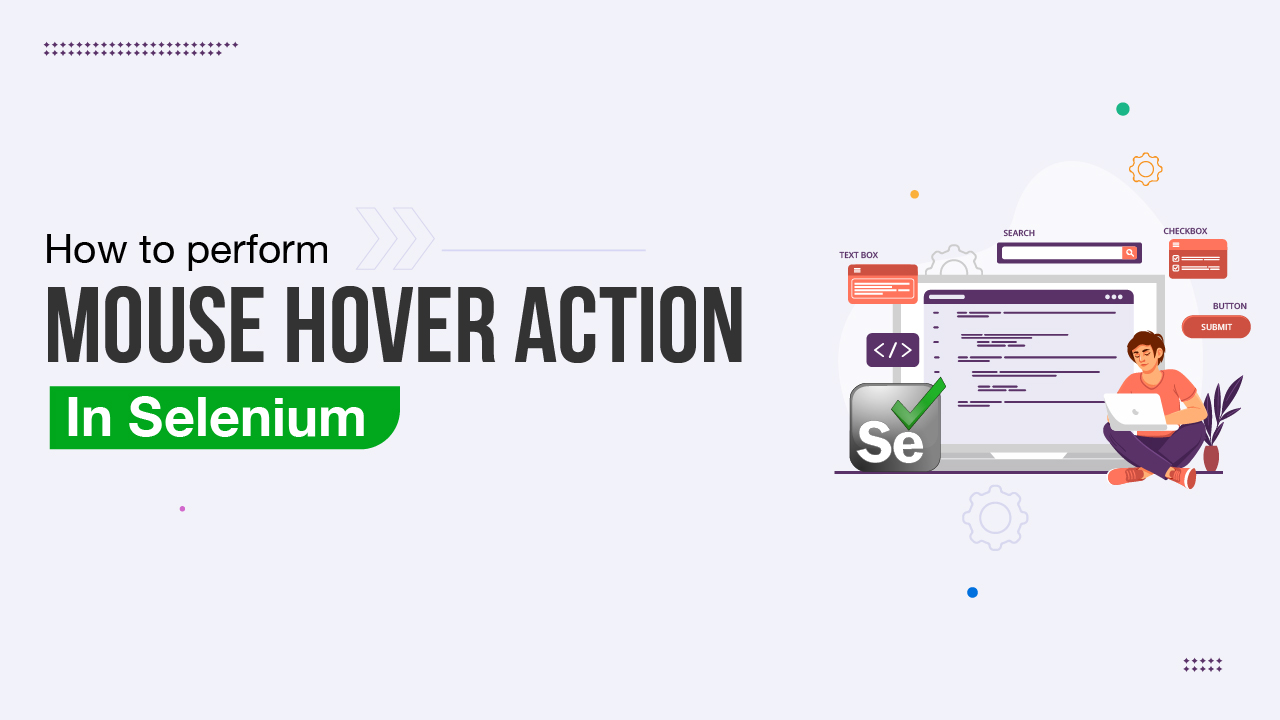 How to perform
MOUSE HOVER ACTION
In Selenium
SEARCH
CHECKBOX
TEXT BOX
BUTTON
SUBMIT
</>
Se